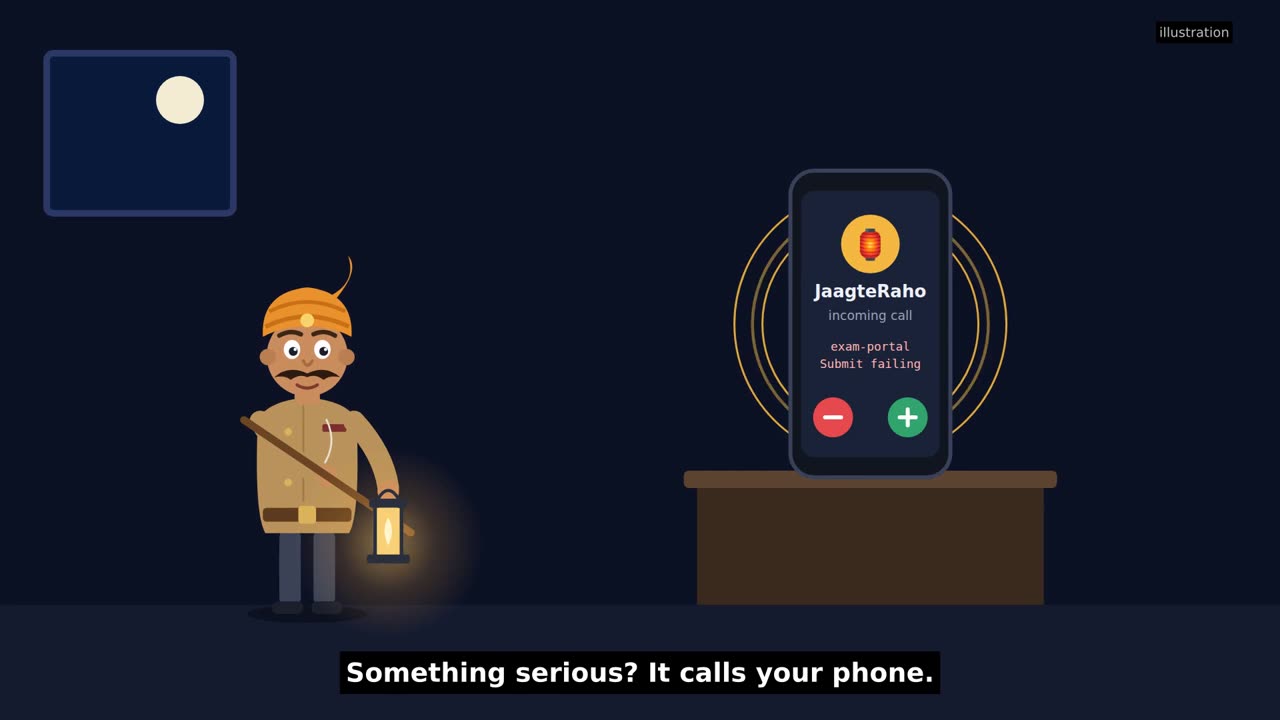 illustration
JaagteRaho
incoming call
exam-portal
Submit failing
Something serious? It calls your phone.